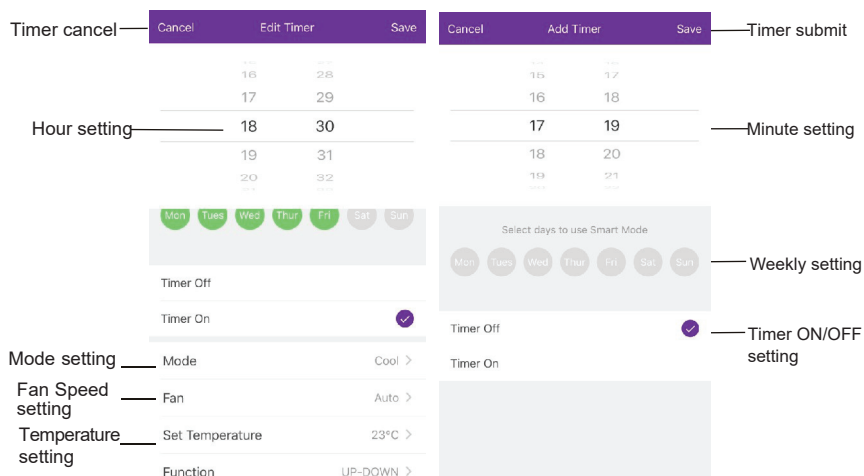 Timer cancel
Cancel Edit Timer Save
16 28
17 29
Hour setting
18 30
19 31
20 32
Mon Tues Wed Thur Fri Sat Sun
Timer Off
Timer On
Mode setting
Mode Cool >
Fan Speed
setting
Fan Auto >
Temperature
setting
Set Temperature 23°C >
Function UP-DOWN >
Cancel Add Timer Save
Timer submit
15 17
16 18
17 19
Minute setting
18 20
19 21
Select days to use Smart Mode
Mon Tues Wed Thur Fri Sat Sun
Weekly setting
Timer Off
Timer ON/OFF
setting
Timer On